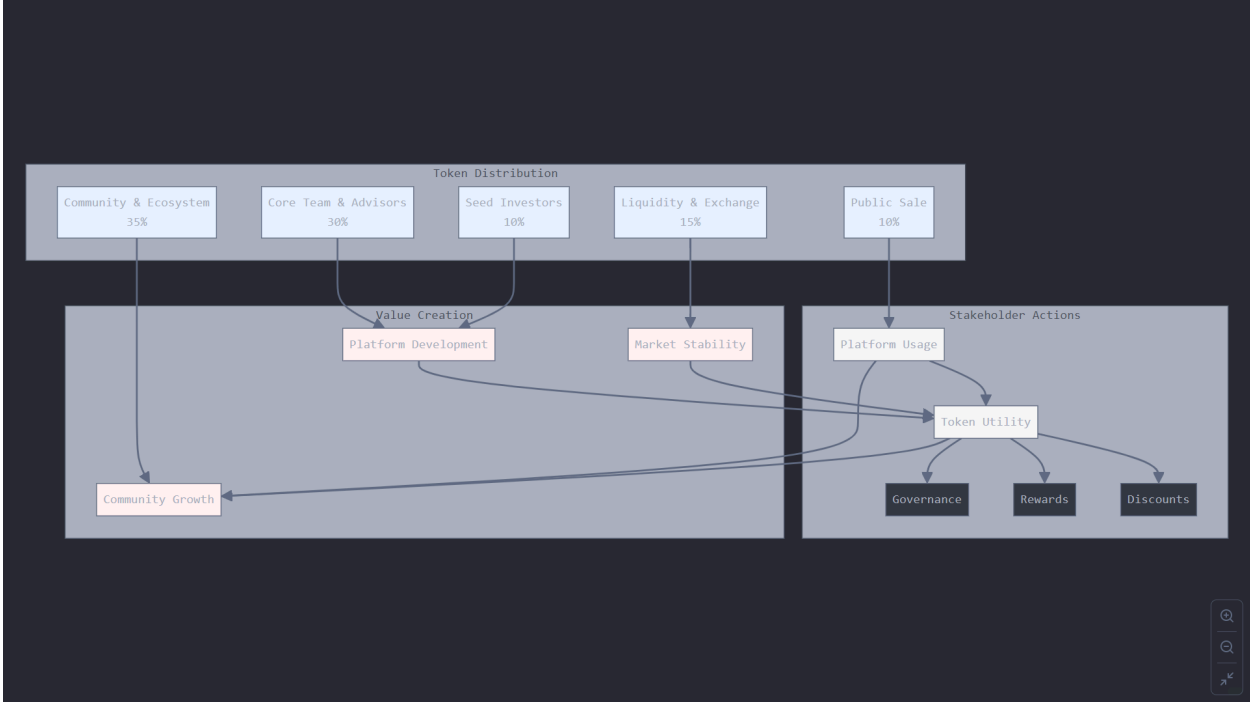 Token Distribution
Community & Ecosystem
35%
Core Team & Advisors
30%
Seed Investors
10%
Liquidity & Exchange
15%
Public Sale
10%
Value Creation
Platform Development
Market Stability
Community Growth
Stakeholder Actions
Platform Usage
Token Utility
Governance
Rewards
Discounts